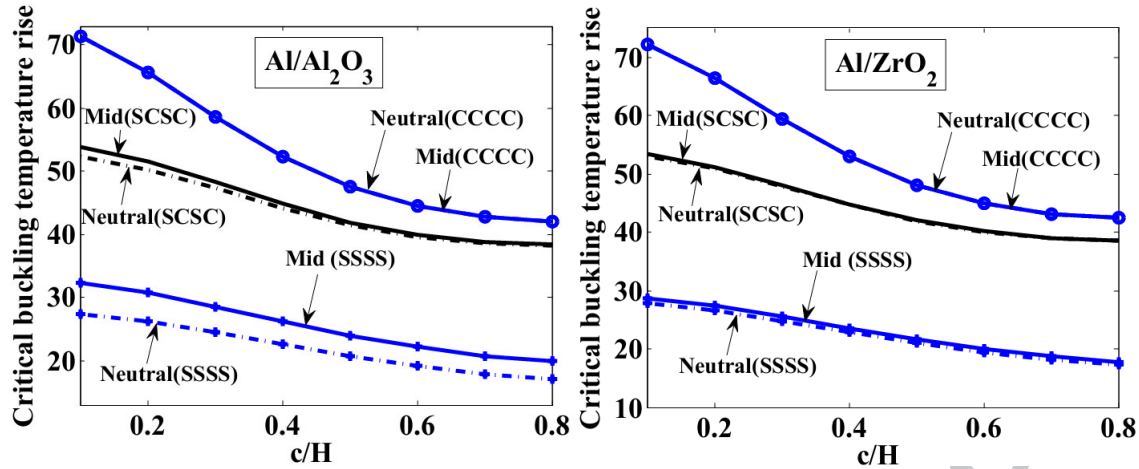 Critical buckling temperature rise
70
60
50
40
30
20
Al/Al2O3
Mid(SCSC)
Neutral(CCCC)
Mid(CCCC)
Neutral(SCSC)
Mid (SSSS)
Neutral(SSSS)
0.2
0.4
0.6
0.8
c/H
Critical buckling temperature rise
70
60
50
40
30
20
10
Al/ZrO2
Mid(SCSC)
Neutral(CCCC)
Mid(CCCC)
Neutral(SCSC)
Mid (SSSS)
Neutral(SSSS)
0.2
0.4
0.6
0.8
c/H